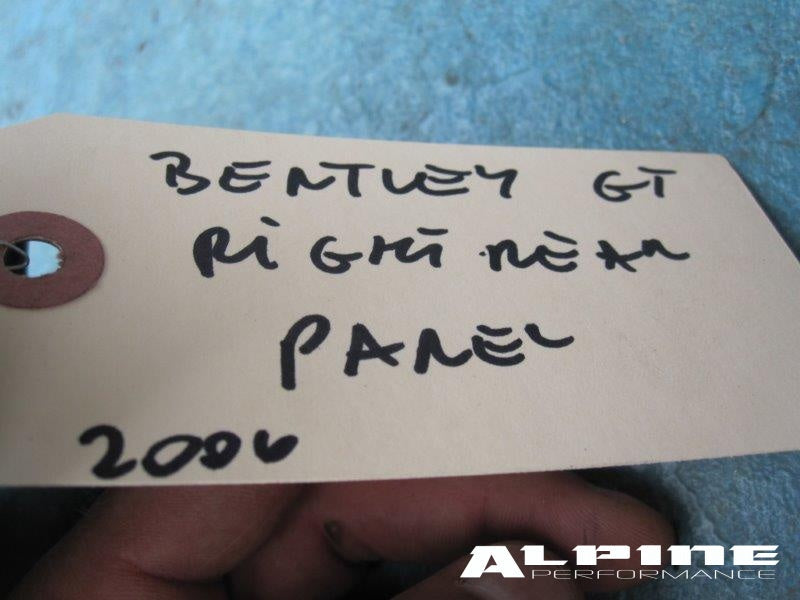 BENTLEY GT
RIGHT REAR
PANEL
2006
ALPINE
PERFORMANCE